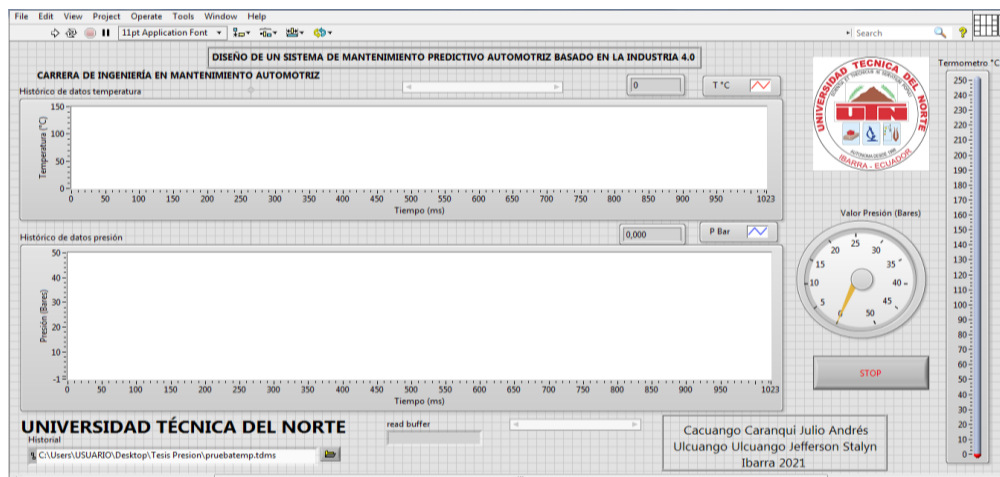 File Edit View Project Operate Tools Window Help
11pt Application Font
Search
DISEÑO DE UN SISTEMA DE MANTENIMIENTO PREDICTIVO AUTOMOTRIZ BASADO EN LA INDUSTRIA 4.0
CARRERA DE INGENIERÍA EN MANTENIMIENTO AUTOMOTRIZ
Histórico de datos temperatura
0
T °C
Temperatura (°C)
150
100
50
0
0 50 100 150 200 250 300 350 400 450 500 550 600 650 700 750 800 850 900 950 1023
Tiempo (ms)
Histórico de datos presión
0,000
P Bar
Presión (Bares)
50
40
30
20
10
-1
0 50 100 150 200 250 300 350 400 450 500 550 600 650 700 750 800 850 900 950 1023
Tiempo (ms)
UNIVERSIDAD TECNICA DEL NORTE
UTN
IBARRA - ECUADOR
Valor Presión (Bares)
0 5 10 15 20 25 30 35 40 45 50
STOP
Termometro °C
250
240
230
220
210
200
190
180
170
160
150
140
130
120
110
100
90
80
70
60
50
40
30
20
10
0
UNIVERSIDAD TÉCNICA DEL NORTE
Historial
C:\Users\USUARIO\Desktop\Tesis Presion\pruebatemp.tdms
read buffer
Cacuango Caranqui Julio Andrés
Ulcuango Ulcuango Jefferson Stalyn
Ibarra 2021